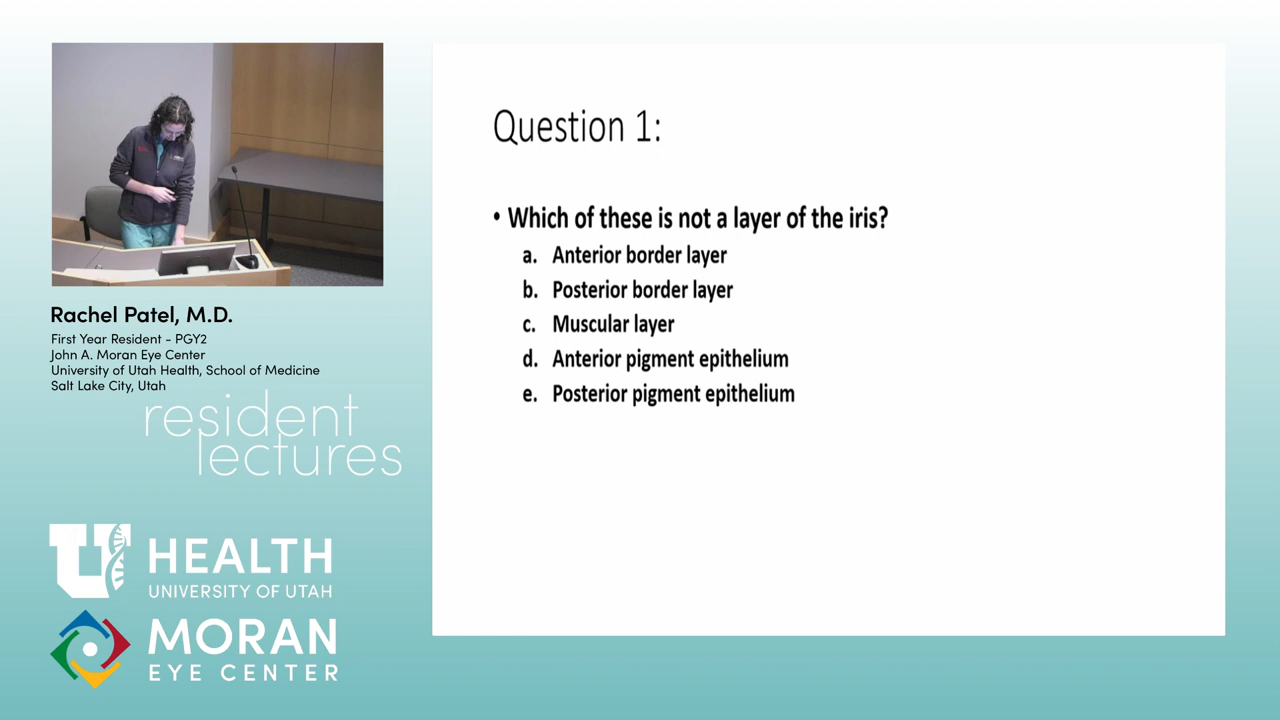 Question 1:
• Which of these is not a layer of the iris?
a. Anterior border layer
b. Posterior border layer
c. Muscular layer
d. Anterior pigment epithelium
e. Posterior pigment epithelium
Rachel Patel, M.D.
First Year Resident - PGY2
John A. Moran Eye Center
University of Utah Health, School of Medicine
Salt Lake City, Utah
resident
lectures
U HEALTH
UNIVERSITY OF UTAH
MORAN
EYE CENTER